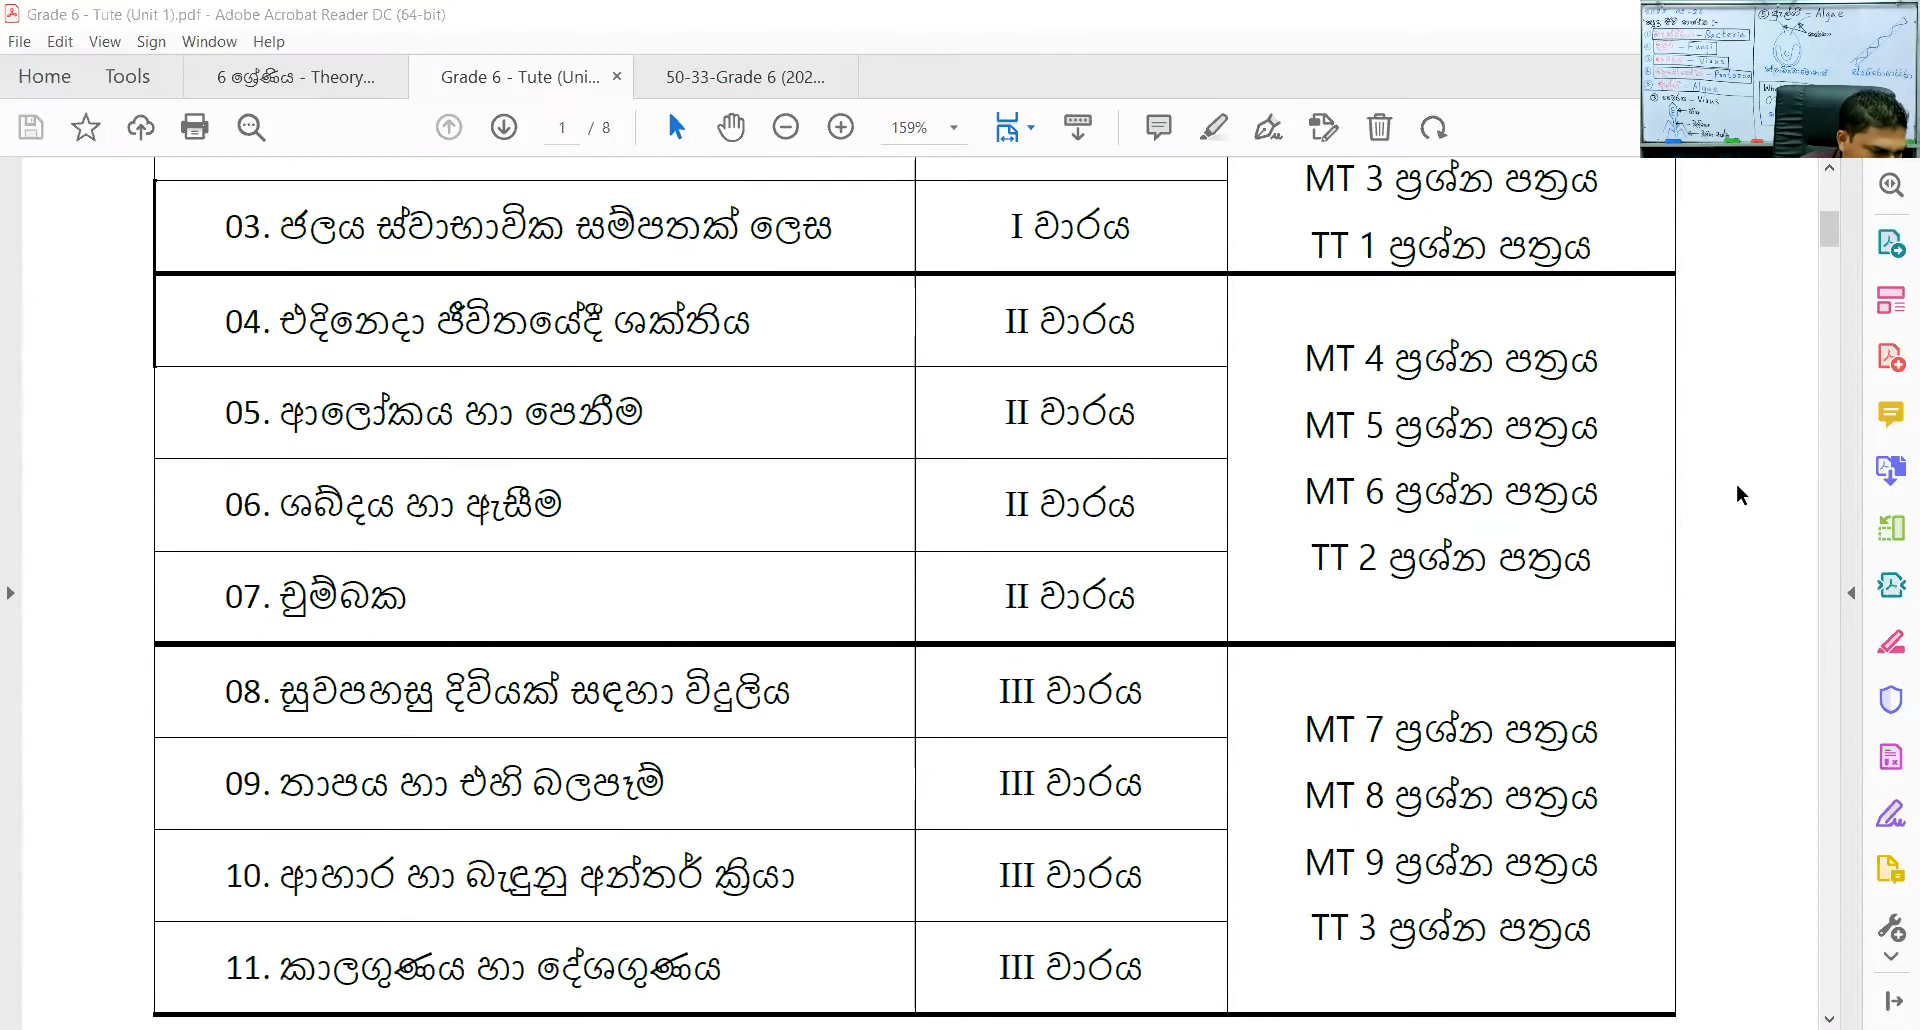 Grade 6 - Tute (Unit 1).pdf - Adobe Acrobat Reader DC (64-bit)
File Edit View Sign Window Help
Home Tools 6 ශ්‍රේණිය - Theory... Grade 6 - Tute (Uni... × 50-33-Grade 6 (202...
1 / 8 159%
MT 3 ප්‍රශ්න පත්‍රය
03. ජලය ස්වාභාවික සම්පතක් ලෙස I වාරය
TT 1 ප්‍රශ්න පත්‍රය
04. එදිනෙදා ජීවිතයේදී ශක්තිය II වාරය
MT 4 ප්‍රශ්න පත්‍රය
05. ආලෝකය හා පෙනීම II වාරය
MT 5 ප්‍රශ්න පත්‍රය
MT 6 ප්‍රශ්න පත්‍රය
06. ශබ්දය හා ඇසීම II වාරය
TT 2 ප්‍රශ්න පත්‍රය
07. චුම්බක II වාරය
08. සුවපහසු දිවියක් සඳහා විදුලිය III වාරය
MT 7 ප්‍රශ්න පත්‍රය
09. තාපය හා එහි බලපෑම් III වාරය
MT 8 ප්‍රශ්න පත්‍රය
MT 9 ප්‍රශ්න පත්‍රය
10. ආහාර හා බැඳුනු අන්තර් ක්‍රියා III වාරය
TT 3 ප්‍රශ්න පත්‍රය
11. කාලගුණය හා දේශගුණය III වාරය
- Bacteria
- Fungi
- Virus
- Protozoa
- Algae
- Virus
= Algae